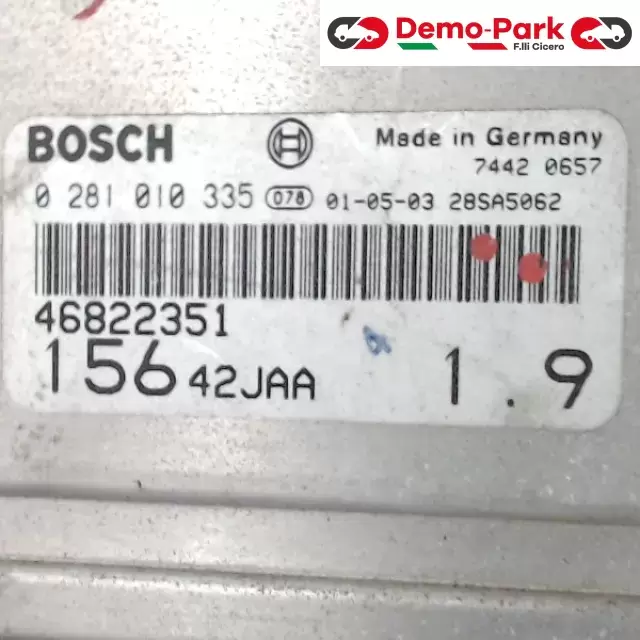 Demo-Park
F.lli Cicero
BOSCH Made in Germany
7442 0657
0 281 010 335 078 01-05-03 28SA5062
46822351
156 42JAA 1.9